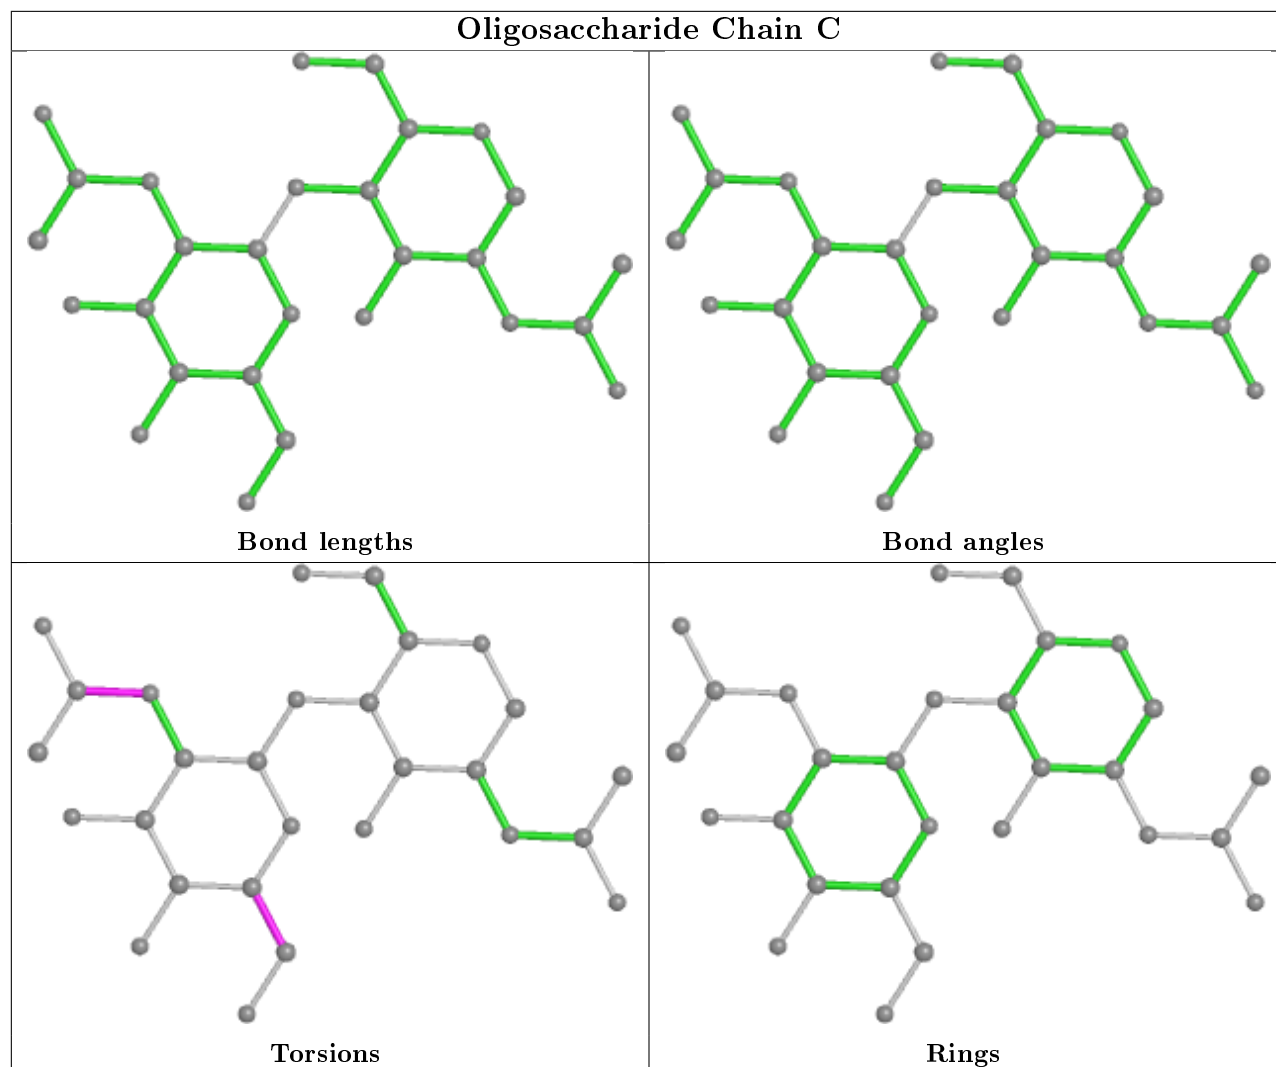 Oligosaccharide Chain C
Bond lengths
Bond angles
Torsions
Rings